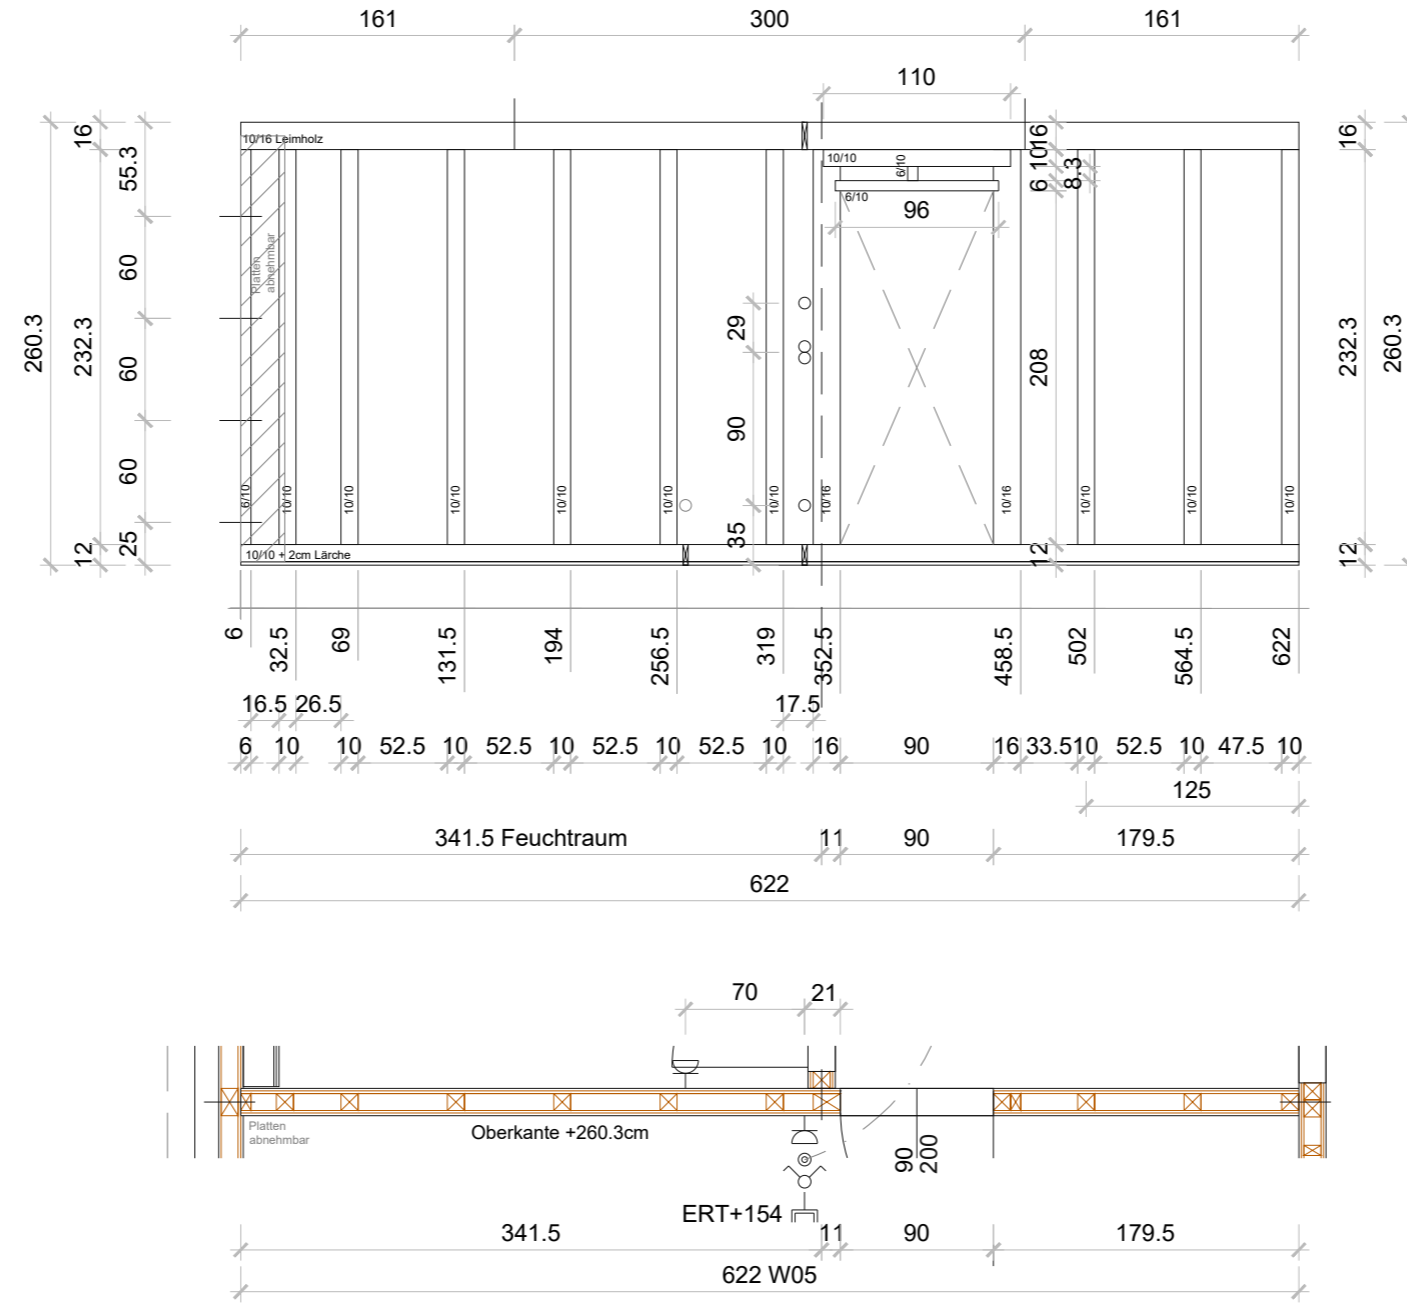 161 300 161
110
16 55.3 60 60 60 25
260.3 232.3 12
10/16 Leimholz
Platten
abnehmbar
10/10 6/10
6/10
96
16 10 6 8.3
208
12
29 90 35
16 232.3 12 260.3
6/10 10/10 10/10 10/10 10/10 10/10 10/10 10/16 10/16 10/10 10/10 10/10
10/10 + 2cm Lärche
6 32.5 69 131.5 194 256.5 319 352.5 458.5 502 564.5 622
16.5 26.5 17.5
6 10 10 52.5 10 52.5 10 52.5 10 52.5 10 16 90 16 33.5 10 52.5 10 47.5 10
125
341.5 Feuchtraum 11 90 179.5
622
70 21
Platten
abnehmbar
Oberkante +260.3cm
90
200
ERT+154
341.5 11 90 179.5
622 W05